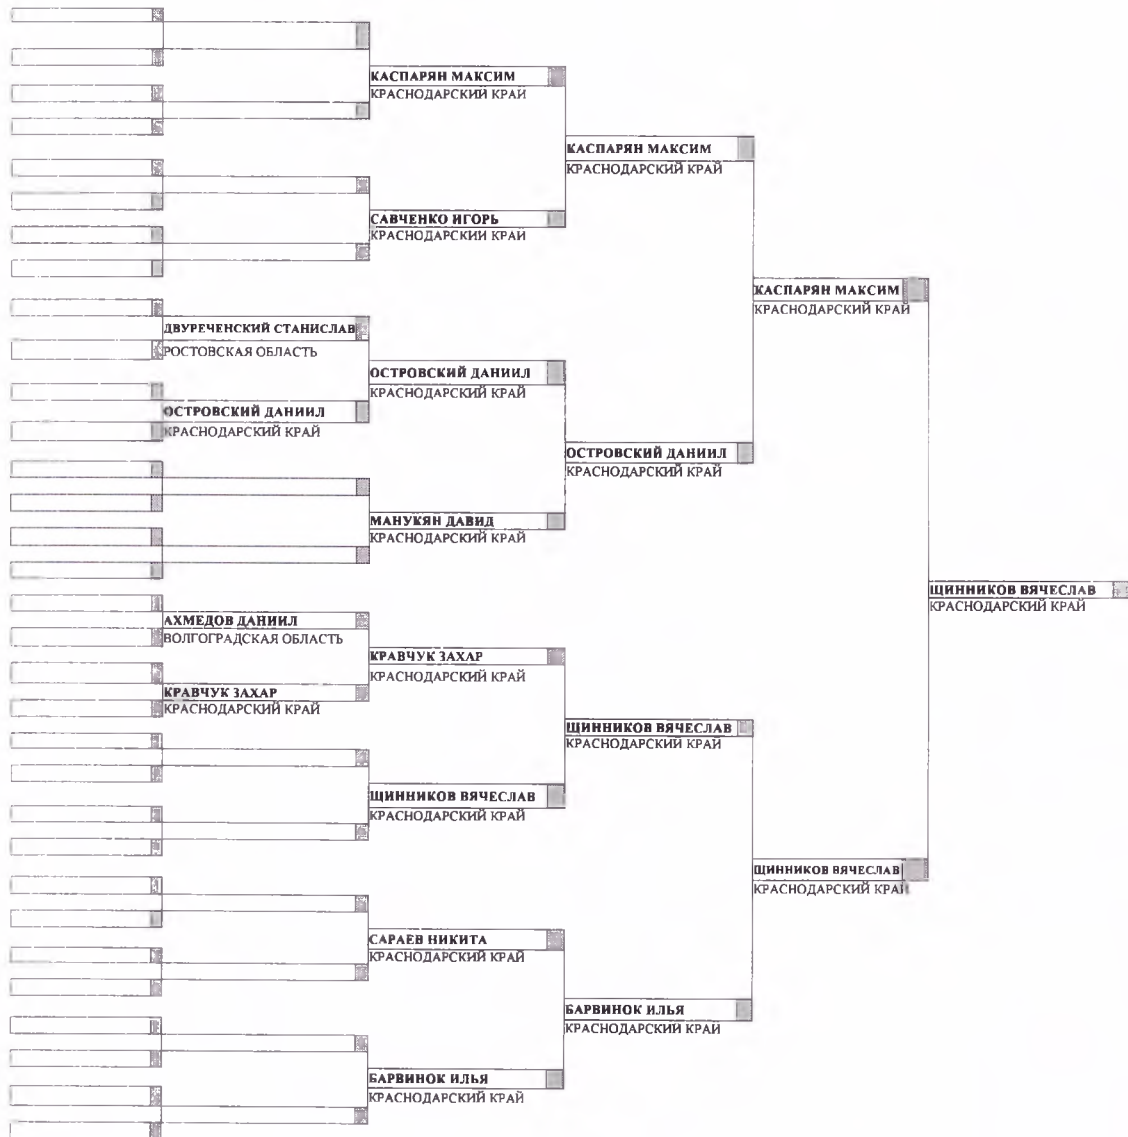 КАСПАРЯН МАКСИМ
КРАСНОДАРСКИЙ КРАЙ
КАСПАРЯН МАКСИМ
КРАСНОДАРСКИЙ КРАЙ
САВЧЕНКО ИГОРЬ
КРАСНОДАРСКИЙ КРАЙ
КАСПАРЯН МАКСИМ
КРАСНОДАРСКИЙ КРАЙ
ДВУРЕЧЕНСКИЙ СТАНИСЛАВ
РОСТОВСКАЯ ОБЛАСТЬ
ОСТРОВСКИЙ ДАНИИЛ
КРАСНОДАРСКИЙ КРАЙ
ОСТРОВСКИЙ ДАНИИЛ
КРАСНОДАРСКИЙ КРАЙ
ОСТРОВСКИЙ ДАНИИЛ
КРАСНОДАРСКИЙ КРАЙ
МАНУКЯН ДАВИД
КРАСНОДАРСКИЙ КРАЙ
ЩИННИКОВ ВЯЧЕСЛАВ
КРАСНОДАРСКИЙ КРАЙ
АХМЕДОВ ДАНИИЛ
ВОЛГОГРАДСКАЯ ОБЛАСТЬ
КРАВЧУК ЗАХАР
КРАСНОДАРСКИЙ КРАЙ
КРАВЧУК ЗАХАР
КРАСНОДАРСКИЙ КРАЙ
ЩИННИКОВ ВЯЧЕСЛАВ
КРАСНОДАРСКИЙ КРАЙ
ЩИННИКОВ ВЯЧЕСЛАВ
КРАСНОДАРСКИЙ КРАЙ
ЩИННИКОВ ВЯЧЕСЛАВ
КРАСНОДАРСКИЙ КРАЙ
САРАЕВ НИКИТА
КРАСНОДАРСКИЙ КРАЙ
БАРВИНОК ИЛЬЯ
КРАСНОДАРСКИЙ КРАЙ
БАРВИНОК ИЛЬЯ
КРАСНОДАРСКИЙ КРАЙ